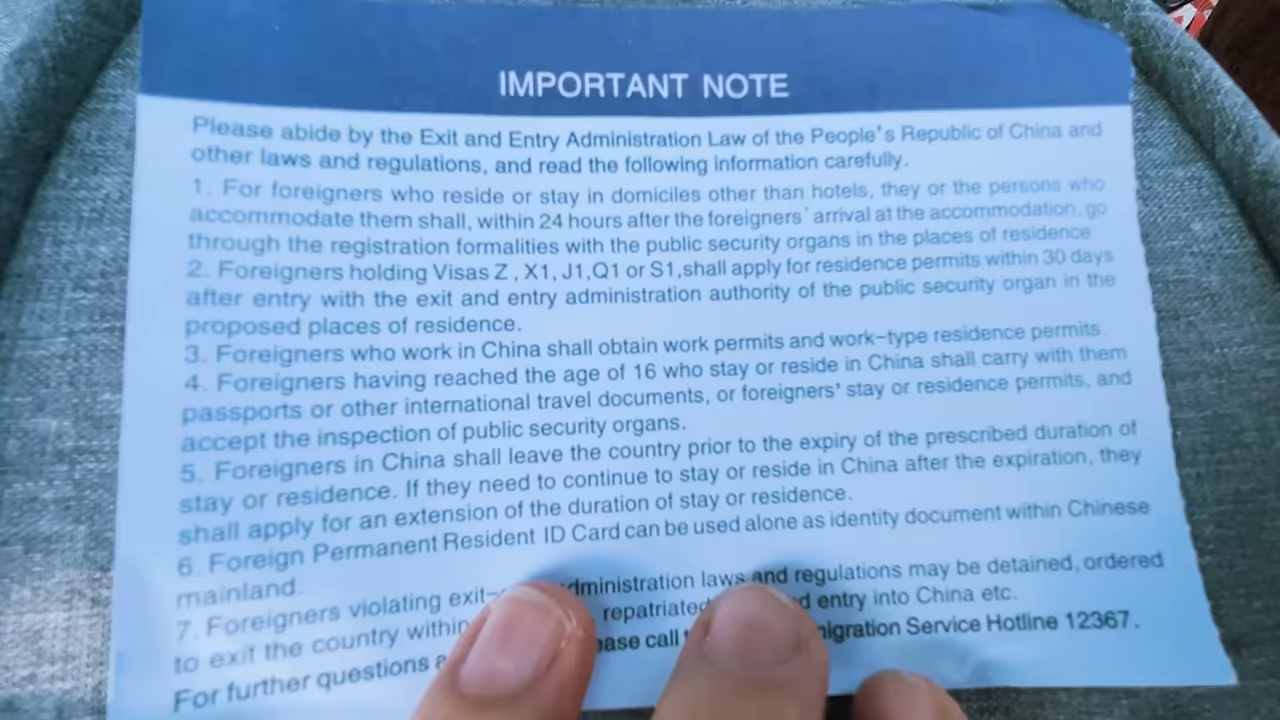 IMPORTANT NOTE
Please abide by the Exit and Entry Administration Law of the People's Republic of China and
other laws and regulations, and read the following information carefully.
1. For foreigners who reside or stay in domiciles other than hotels, they or the persons who
accommodate them shall, within 24 hours after the foreigners' arrival at the accommodation, go
through the registration formalities with the public security organs in the places of residence
2. Foreigners holding Visas Z , X1, J1,Q1 or S1,shall apply for residence permits within 30 days
after entry with the exit and entry administration authority of the public security organ in the
proposed places of residence.
3. Foreigners who work in China shall obtain work permits and work-type residence permits.
4. Foreigners having reached the age of 16 who stay or reside in China shall carry with them
passports or other international travel documents, or foreigners' stay or residence permits, and
accept the inspection of public security organs.
5. Foreigners in China shall leave the country prior to the expiry of the prescribed duration of
stay or residence. If they need to continue to stay or reside in China after the expiration, they
shall apply for an extension of the duration of stay or residence.
6. Foreign Permanent Resident ID Card can be used alone as identity document within Chinese
mainland.
7. Foreigners violating exit- laws and regulations may be detained, ordered
to exit the country within repatriated entry into China etc.
For further questions call Service Hotline 12367.